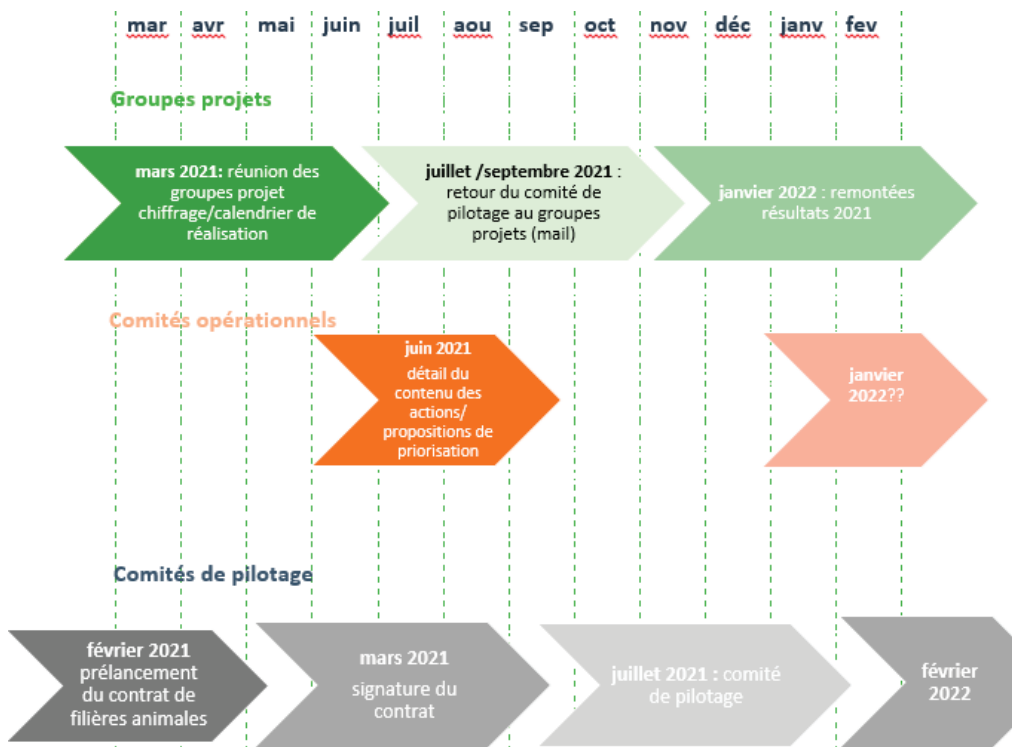 mar avr mai juin juil aou sep oct nov déc janv fev
Groupes projets
mars 2021: réunion des
groupes projet
chiffrage/calendrier de
réalisation
juillet /septembre 2021 :
retour du comité de
pilotage au groupes
projets (mail)
janvier 2022 : remontées
résultats 2021
Comités opérationnels
juin 2021
détail du
contenu des
actions/
propositions de
priorisation
janvier
2022??
Comités de pilotage
février 2021
prélancement
du contrat de
filières animales
mars 2021
signature du
contrat
juillet 2021 : comité
de pilotage
février
2022